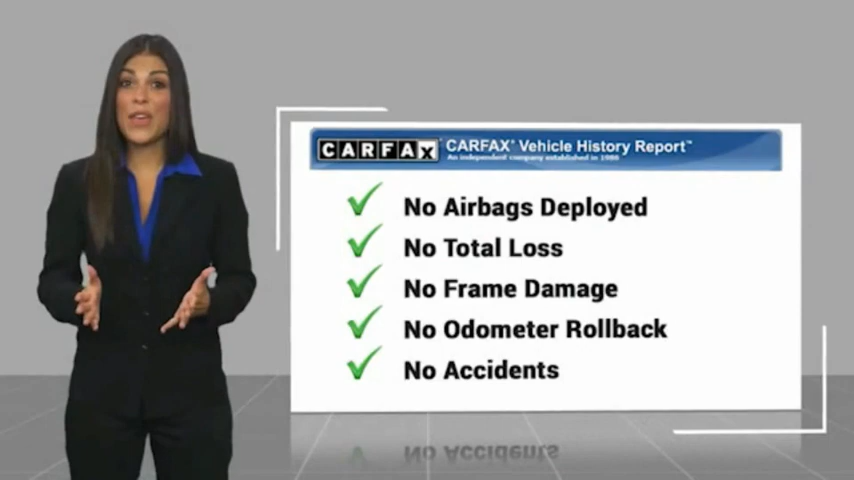 CARFAX CARFAX® Vehicle History Report™
An independent company established in 1986
No Airbags Deployed
No Total Loss
No Frame Damage
No Odometer Rollback
No Accidents
No Accidents